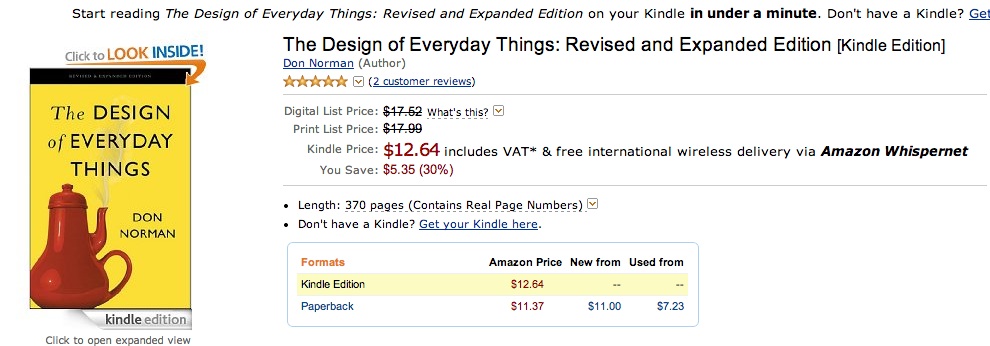 Start reading The Design of Everyday Things: Revised and Expanded Edition on your Kindle in under a minute. Don't have a Kindle? Get
Click to LOOK INSIDE!
REVISED & EXPANDED EDITION
The DESIGN
of EVERYDAY
THINGS
DON
NORMAN
kindle edition
Click to open expanded view
The Design of Everyday Things: Revised and Expanded Edition [Kindle Edition]
Don Norman (Author)
(2 customer reviews)
Digital List Price: $17.52 What's this?
Print List Price: $17.99
Kindle Price: $12.64 includes VAT* & free international wireless delivery via Amazon Whispernet
You Save: $5.35 (30%)
• Length: 370 pages (Contains Real Page Numbers)
• Don't have a Kindle? Get your Kindle here.
Formats Amazon Price New from Used from
Kindle Edition $12.64 -- --
Paperback $11.37 $11.00 $7.23